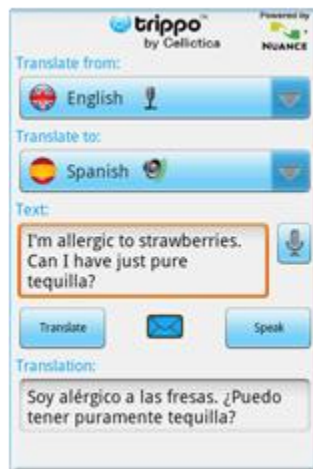 trippo™
by Cellictica
Powered by
NUANCE
Translate from:
English
Translate to:
Spanish
Text:
I'm allergic to strawberries.
Can I have just pure
tequilla?
Translate
Speak
Translation:
Soy alérgico a las fresas. ¿Puedo
tener puramente tequilla?